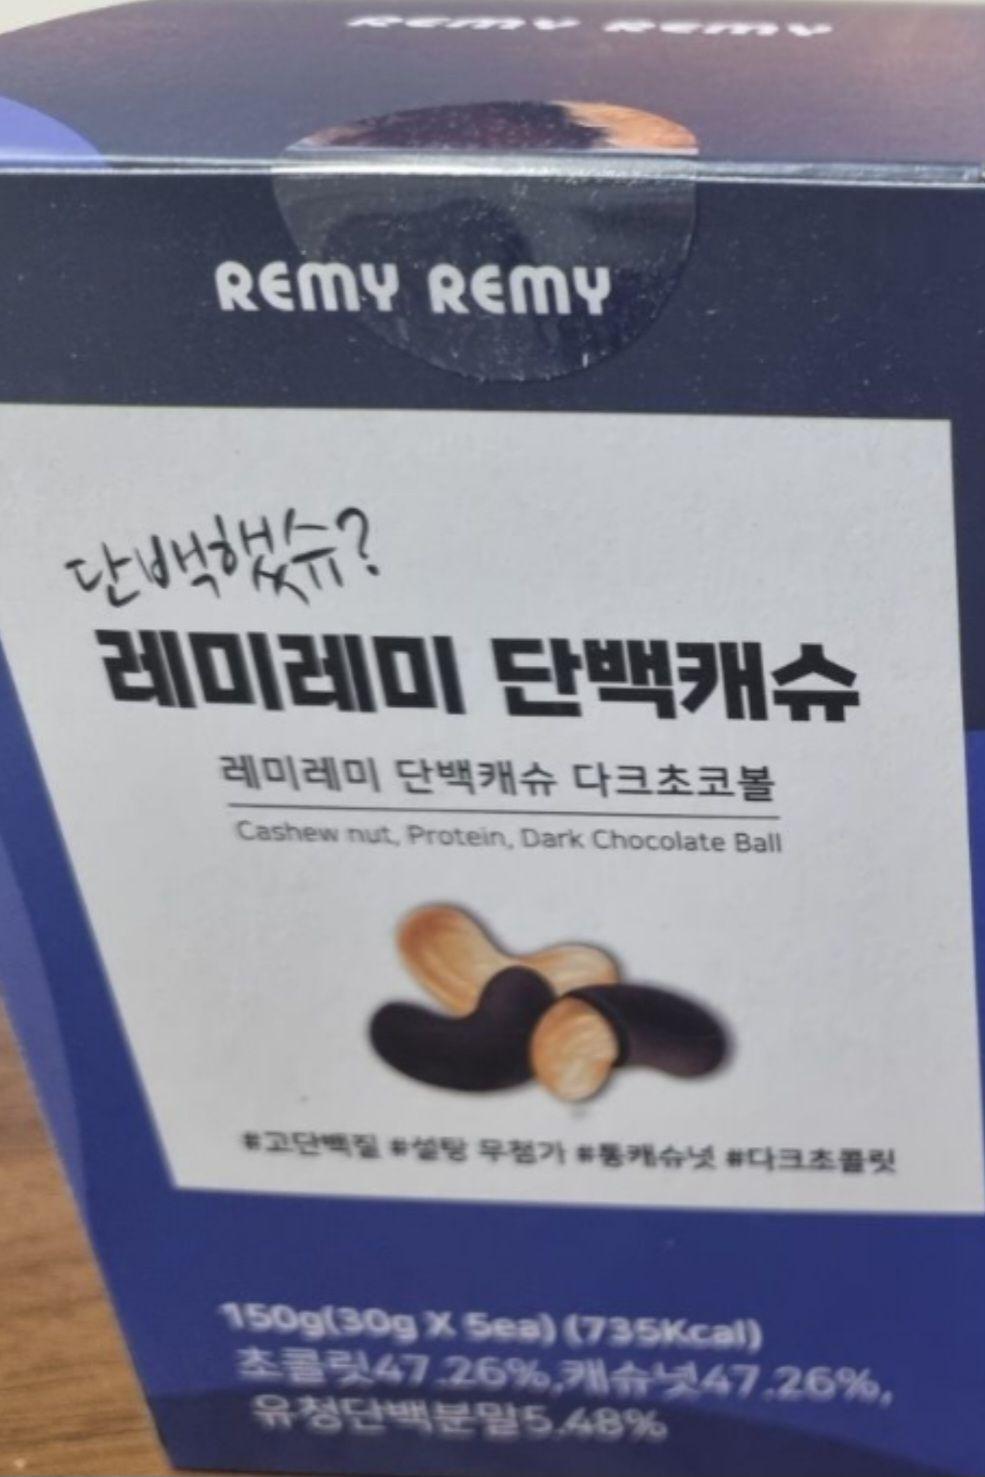 REMY REMY
REMY REMY
단백했슈?
레미레미 단백캐슈
레미레미 단백캐슈 다크초코볼
Cashew nut, Protein, Dark Chocolate Ball
#고단백질 #설탕 무첨가 #통캐슈넛 #다크초콜릿
150g(30g X 5ea) (735Kcal)
초콜릿47.26%,캐슈넛47.26%,
유청단백분말5.48%